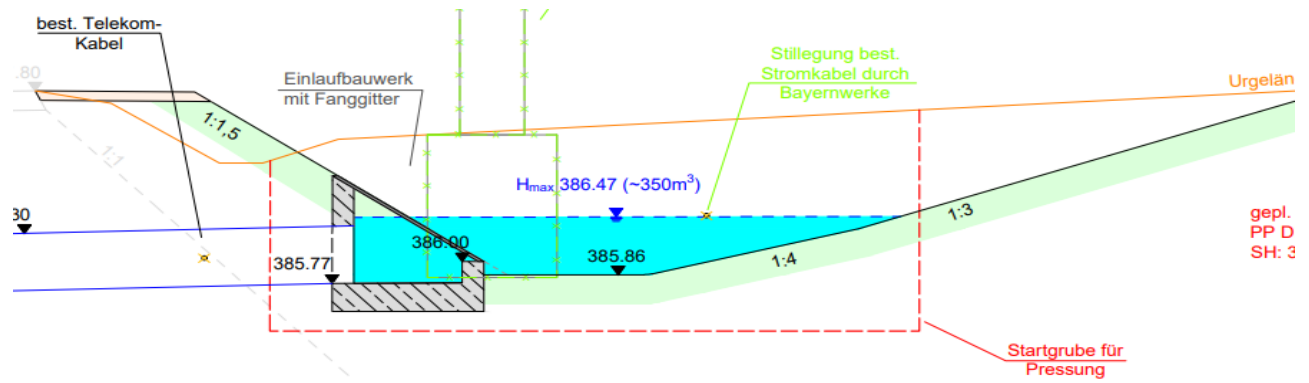 best. Telekom-
Kabel
.80
Einlaufbauwerk
mit Fanggitter
Stillegung best.
Stromkabel durch
Bayernwerke
Urgelän
1:1,5
1:1
Hmax 386.47 (~350m³)
30
386.00
385.77
385.86
1:4
1:3
gepl.
PP D
SH: 3
Startgrube für
Pressung